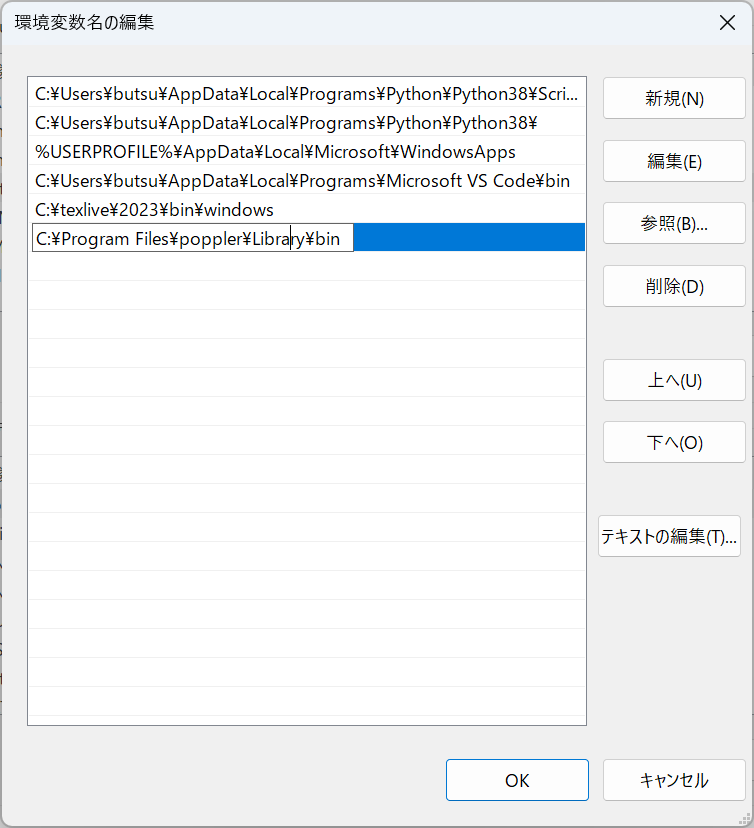 環境変数名の編集
C:¥Users¥butsu¥AppData¥Local¥Programs¥Python¥Python38¥Scri...
C:¥Users¥butsu¥AppData¥Local¥Programs¥Python¥Python38¥
%USERPROFILE%¥AppData¥Local¥Microsoft¥WindowsApps
C:¥Users¥butsu¥AppData¥Local¥Programs¥Microsoft VS Code¥bin
C:¥texlive¥2023¥bin¥windows
C:¥Program Files¥poppler¥Library¥bin
新規(N)
編集(E)
参照(B)...
削除(D)
上へ(U)
下へ(O)
テキストの編集(T)...
OK
キャンセル